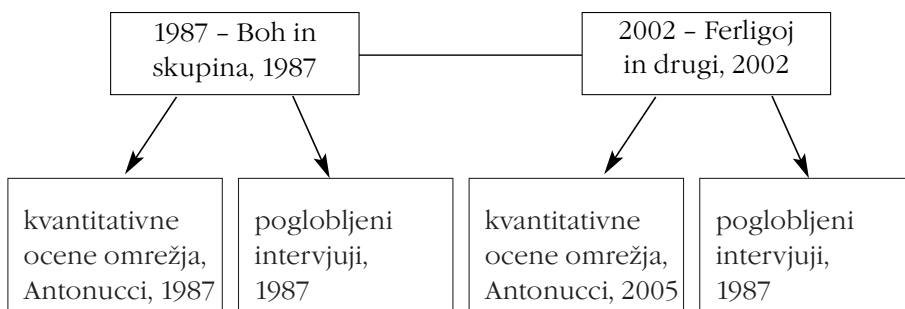 1987 – Boh in
skupina, 1987
2002 – Ferligoj
in drugi, 2002
kvantitativne
ocene omrežja,
Antonucci, 1987
poglobljeni
intervjuji,
1987
kvantitativne
ocene omrežja,
Antonucci, 2005
poglobljeni
intervjuji,
1987